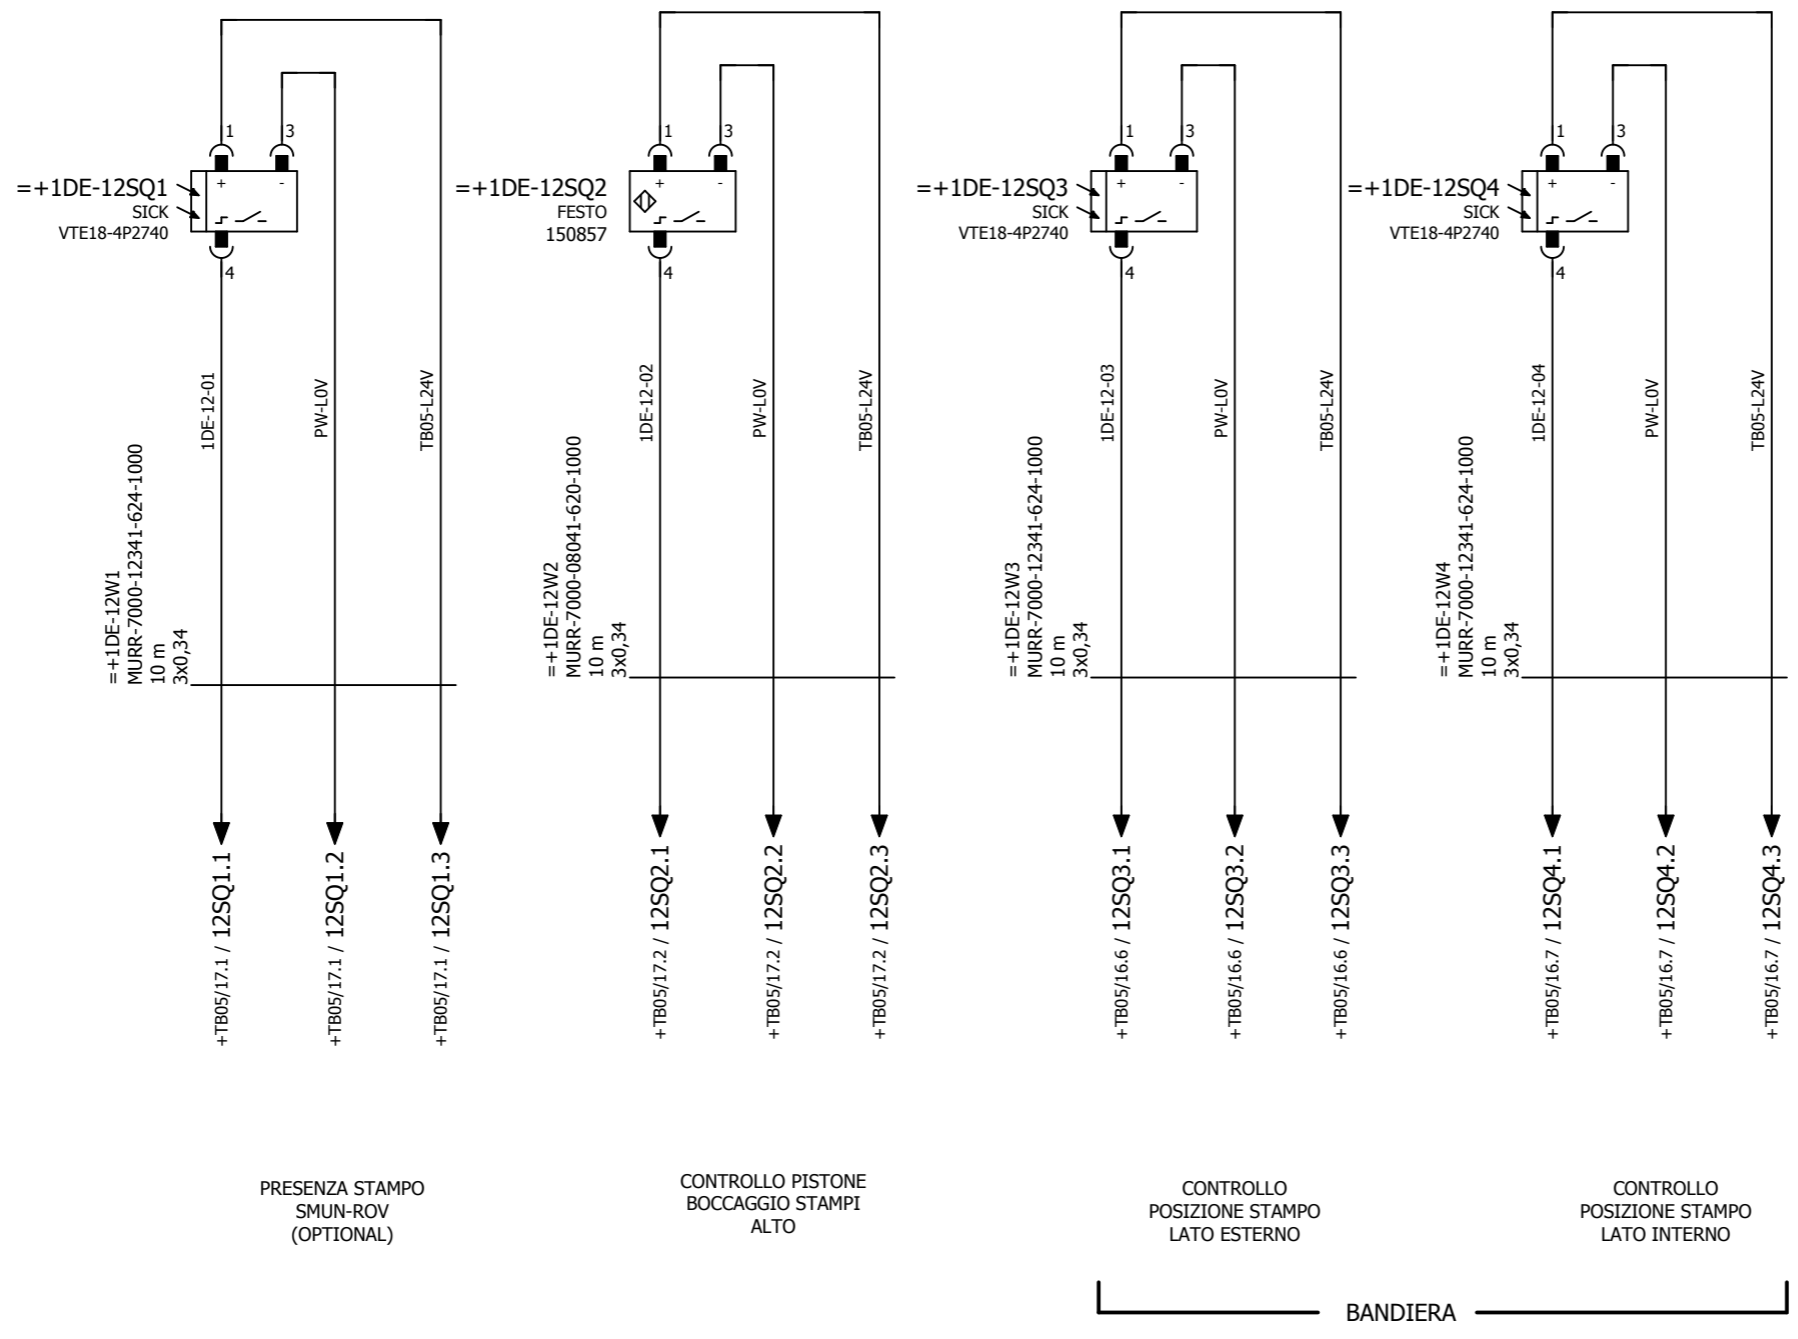 1
3
=+1DE-12SQ1
SICK
VTE18-4P2740
+
-
4
1DE-12-01
PW-L0V
TB05-L24V
=+1DE-12W1
MURR-7000-12341-624-1000
10 m
3x0,34
+TB05/17.1 / 12SQ1.1
+TB05/17.1 / 12SQ1.2
+TB05/17.1 / 12SQ1.3
PRESENZA STAMPO
SMUN-ROV
(OPTIONAL)
1
3
=+1DE-12SQ2
FESTO
150857
+
-
4
1DE-12-02
PW-L0V
TB05-L24V
=+1DE-12W2
MURR-7000-08041-620-1000
10 m
3x0,34
+TB05/17.2 / 12SQ2.1
+TB05/17.2 / 12SQ2.2
+TB05/17.2 / 12SQ2.3
CONTROLLO PISTONE
BOCCAGGIO STAMPI
ALTO
1
3
=+1DE-12SQ3
SICK
VTE18-4P2740
+
-
4
1DE-12-03
PW-L0V
TB05-L24V
=+1DE-12W3
MURR-7000-12341-624-1000
10 m
3x0,34
+TB05/16.6 / 12SQ3.1
+TB05/16.6 / 12SQ3.2
+TB05/16.6 / 12SQ3.3
CONTROLLO
POSIZIONE STAMPO
LATO ESTERNO
1
3
=+1DE-12SQ4
SICK
VTE18-4P2740
+
-
4
1DE-12-04
PW-L0V
TB05-L24V
=+1DE-12W4
MURR-7000-12341-624-1000
10 m
3x0,34
+TB05/16.7 / 12SQ4.1
+TB05/16.7 / 12SQ4.2
+TB05/16.7 / 12SQ4.3
CONTROLLO
POSIZIONE STAMPO
LATO INTERNO
BANDIERA